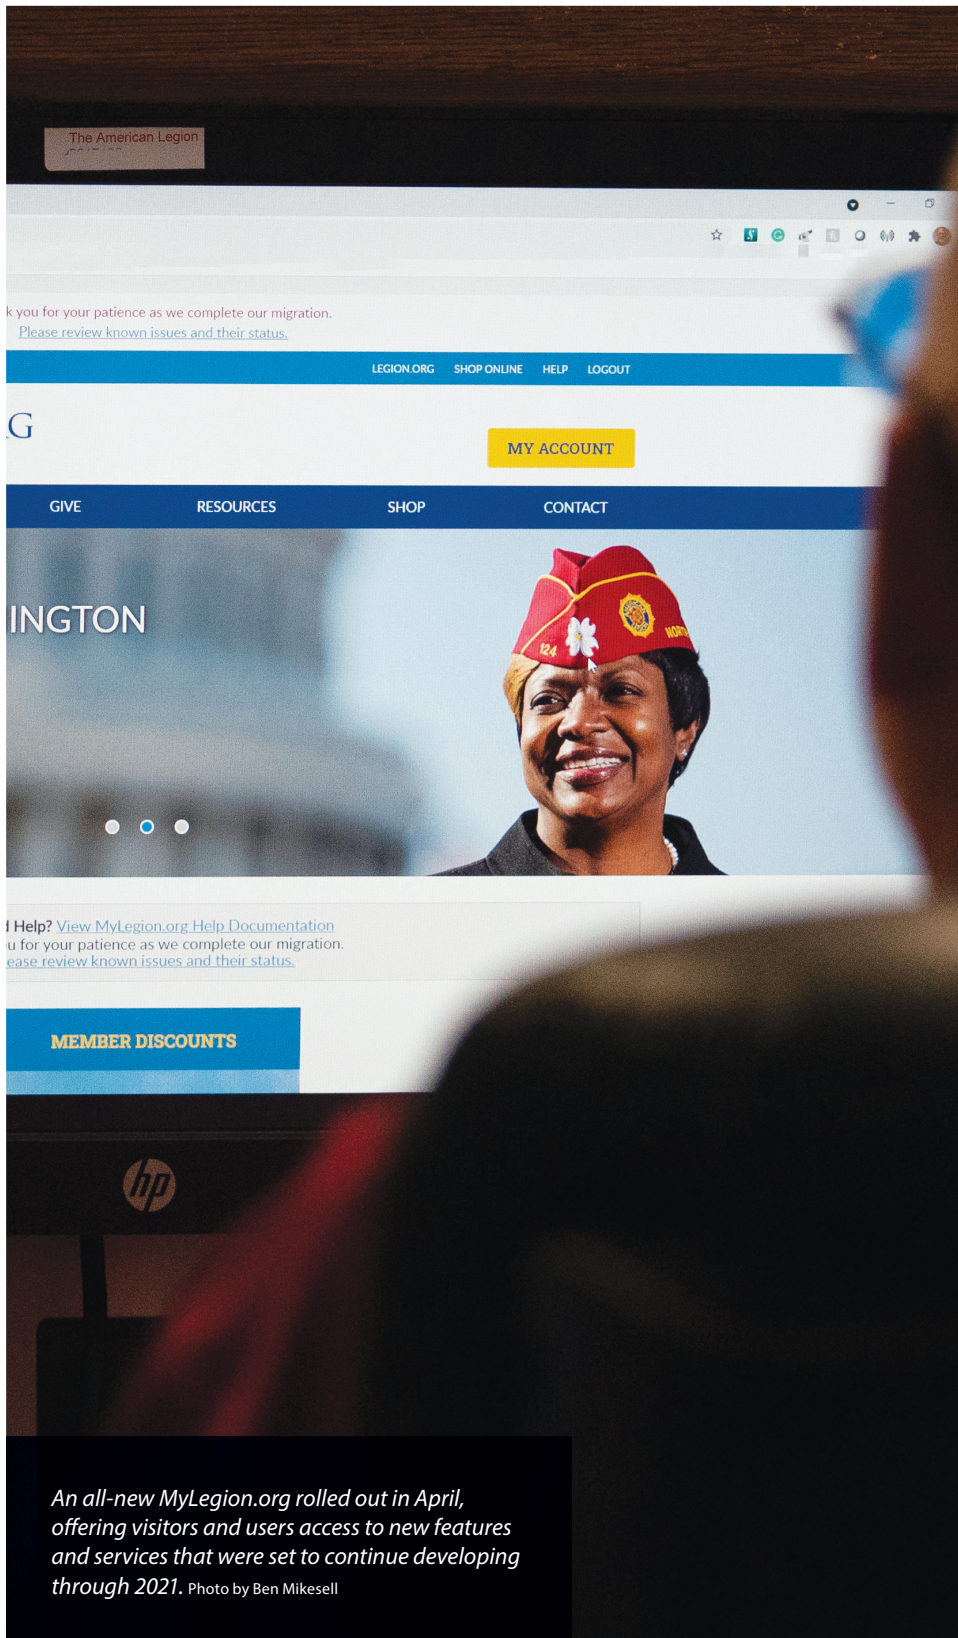 The American Legion
k you for your patience as we complete our migration.
Please review known issues and their status.
LEGION.ORG SHOP ONLINE HELP LOGOUT
G
MY ACCOUNT
GIVE RESOURCES SHOP CONTACT
INGTON
124 NORTH
d Help? View MyLegion.org Help Documentation
u for your patience as we complete our migration.
ease review known issues and their status.
MEMBER DISCOUNTS
hp
An all-new MyLegion.org rolled out in April,
offering visitors and users access to new features
and services that were set to continue developing
through 2021. Photo by Ben Mikesell